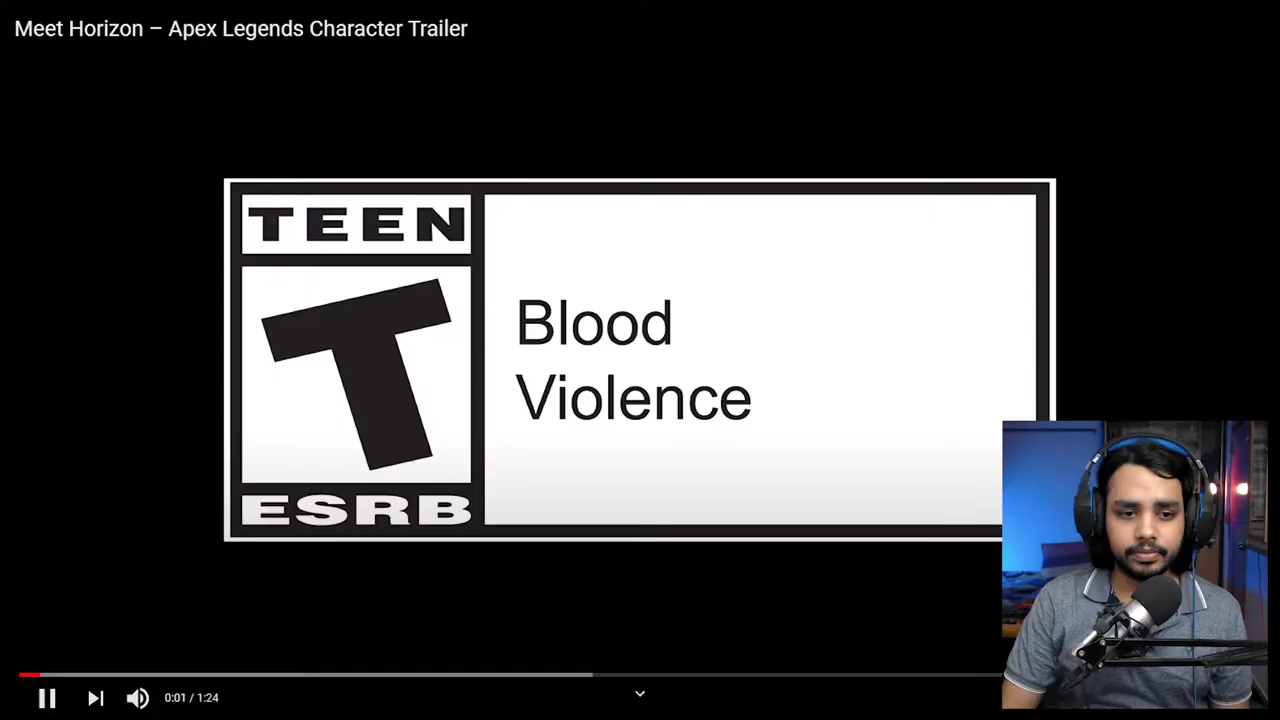 Meet Horizon – Apex Legends Character Trailer
TEEN
T
ESRB
Blood
Violence
0:01 / 1:24